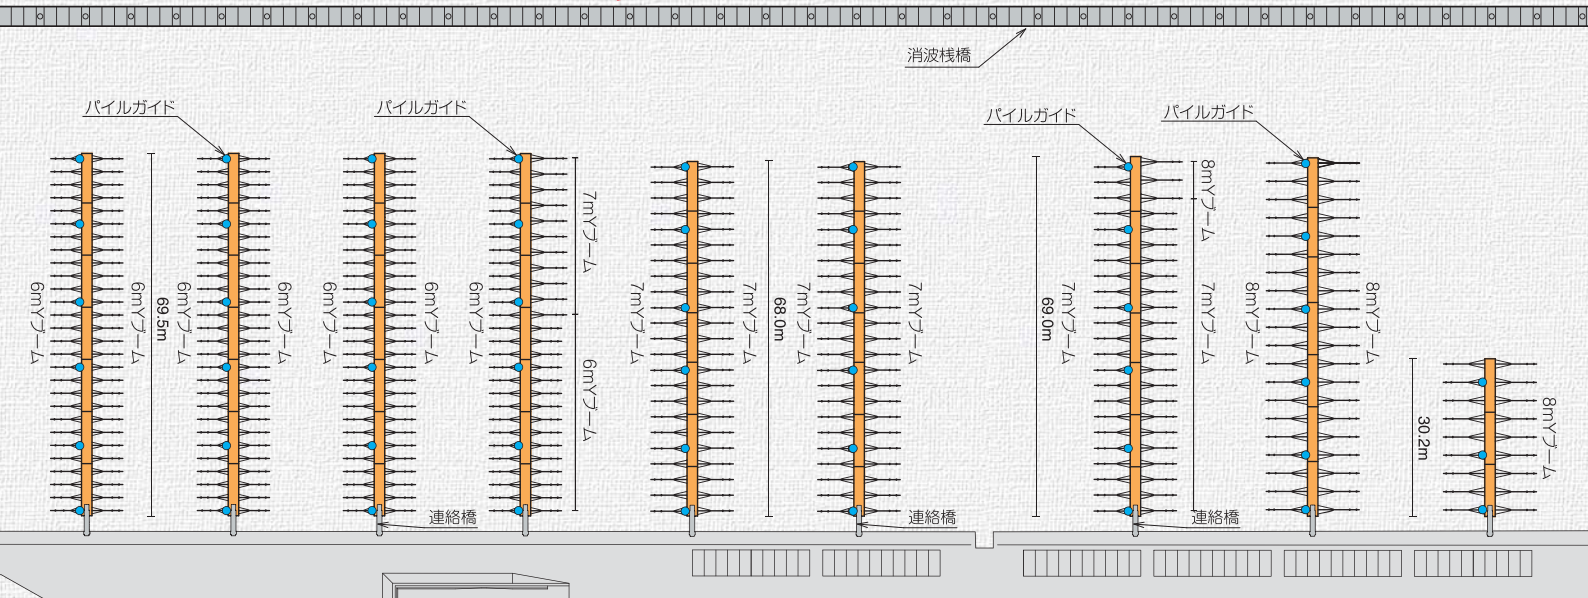 消波桟橋
パイルガイド
パイルガイド
パイルガイド
パイルガイド
6mYブーム
6mYブーム
69.5m
6mYブーム
6mYブーム
6mYブーム
6mYブーム
6mYブーム
7mYブーム
6mYブーム
7mYブーム
7mYブーム
68.0m
7mYブーム
7mYブーム
69.0m
7mYブーム
8mYブーム
7mYブーム
8mYブーム
8mYブーム
30.2m
8mYブーム
連絡橋
連絡橋
連絡橋